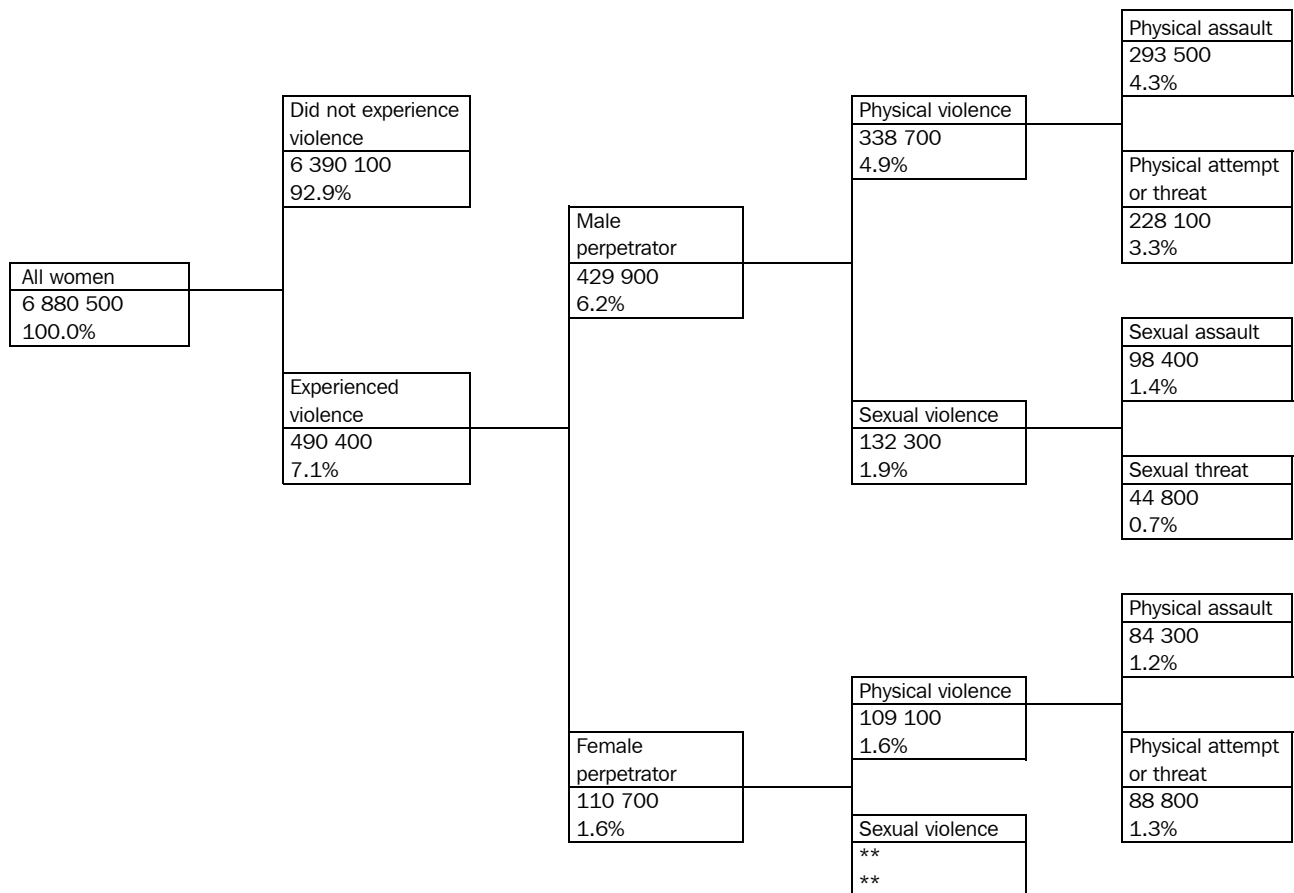 All women
6 880 500
100.0%
Did not experience
violence
6 390 100
92.9%
Experienced
violence
490 400
7.1%
Male
perpetrator
429 900
6.2%
Female
perpetrator
110 700
1.6%
Physical violence
338 700
4.9%
Sexual violence
132 300
1.9%
Physical violence
109 100
1.6%
Sexual violence
**
**
Physical assault
293 500
4.3%
Physical attempt
or threat
228 100
3.3%
Sexual assault
98 400
1.4%
Sexual threat
44 800
0.7%
Physical assault
84 300
1.2%
Physical attempt
or threat
88 800
1.3%